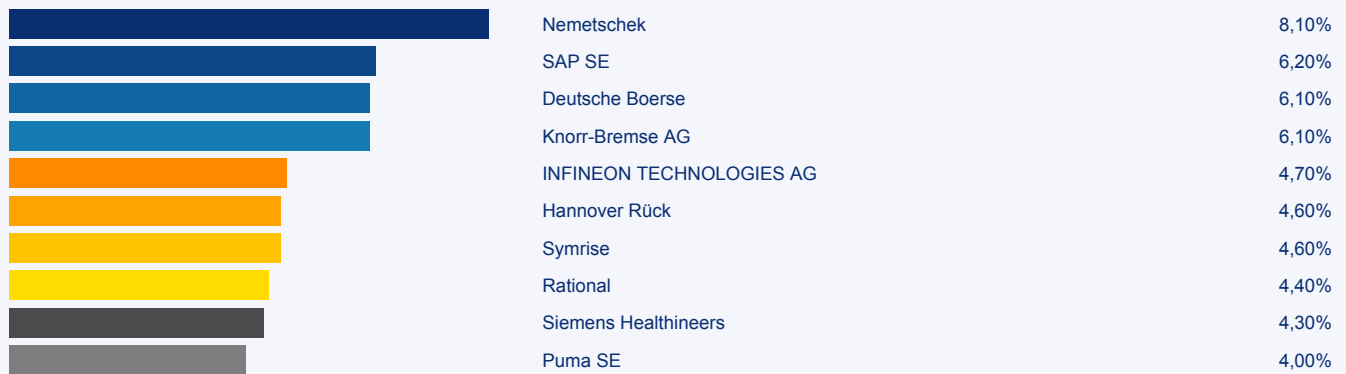 Nemetschek 8,10%
SAP SE 6,20%
Deutsche Boerse 6,10%
Knorr-Bremse AG 6,10%
INFINEON TECHNOLOGIES AG 4,70%
Hannover Rück 4,60%
Symrise 4,60%
Rational 4,40%
Siemens Healthineers 4,30%
Puma SE 4,00%